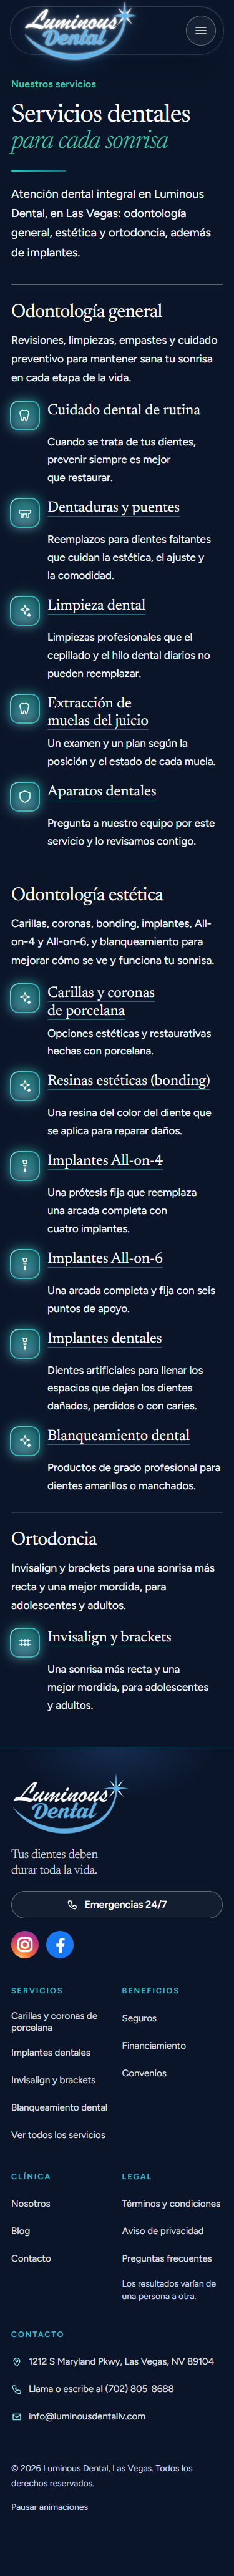 Luminous
Dental
Nuestros servicios
Servicios dentales
para cada sonrisa
Atención dental integral en Luminous
Dental, en Las Vegas: odontología
general, estética y ortodoncia, además
de implantes.
Odontología general
Revisiones, limpiezas, empastes y cuidado
preventivo para mantener sana tu sonrisa
en cada etapa de la vida.
Cuidado dental de rutina
Cuando se trata de tus dientes,
prevenir siempre es mejor
que restaurar.
Dentaduras y puentes
Reemplazos para dientes faltantes
que cuidan la estética, el ajuste y
la comodidad.
Limpieza dental
Limpiezas profesionales que el
cepillado y el hilo dental diarios no
pueden reemplazar.
Extracción de
muelas del juicio
Un examen y un plan según la
posición y el estado de cada muela.
Aparatos dentales
Pregunta a nuestro equipo por este
servicio y lo revisamos contigo.
Odontología estética
Carillas, coronas, bonding, implantes, All-
on-4 y All-on-6, y blanqueamiento para
mejorar cómo se ve y funciona tu sonrisa.
Carillas y coronas
de porcelana
Opciones estéticas y restaurativas
hechas con porcelana.
Resinas estéticas (bonding)
Una resina del color del diente que
se aplica para reparar daños.
Implantes All-on-4
Una prótesis fija que reemplaza
una arcada completa con
cuatro implantes.
Implantes All-on-6
Una arcada completa y fija con seis
puntos de apoyo.
Implantes dentales
Dientes artificiales para llenar los
espacios que dejan los dientes
dañados, perdidos o con caries.
Blanqueamiento dental
Productos de grado profesional para
dientes amarillos o manchados.
Ortodoncia
Invisalign y brackets para una sonrisa más
recta y una mejor mordida, para
adolescentes y adultos.
Invisalign y brackets
Una sonrisa más recta y una
mejor mordida, para adolescentes
y adultos.
Luminous
Dental
Tus dientes deben
durar toda la vida.
Emergencias 24/7
SERVICIOS
Carillas y coronas de
porcelana
Implantes dentales
Invisalign y brackets
Blanqueamiento dental
Ver todos los servicios
BENEFICIOS
Seguros
Financiamiento
Convenios
CLÍNICA
Nosotros
Blog
Contacto
LEGAL
Términos y condiciones
Aviso de privacidad
Preguntas frecuentes
Los resultados varían de
una persona a otra.
CONTACTO
1212 S Maryland Pkwy, Las Vegas, NV 89104
Llama o escribe al (702) 805-8688
info@luminousdentallv.com
© 2026 Luminous Dental, Las Vegas. Todos los
derechos reservados.
Pausar animaciones